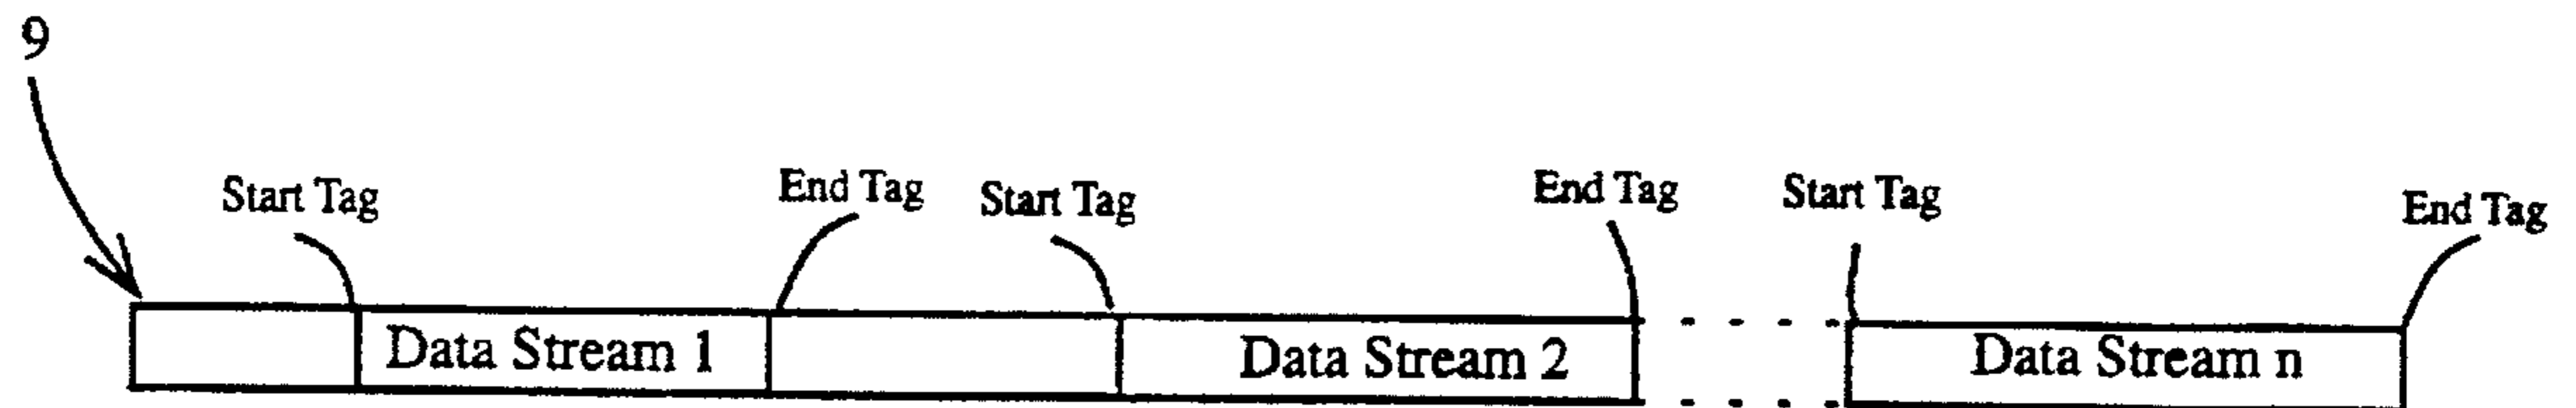 9
Start Tag
End Tag
Start Tag
End Tag
Start Tag
End Tag
Data Stream 1
Data Stream 2
Data Stream n